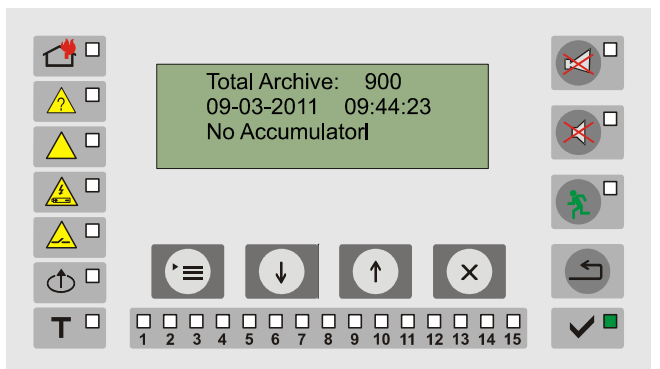 Total Archive: 900
09-03-2011 09:44:23
No Accumulator
?
T
1 2 3 4 5 6 7 8 9 10 11 12 13 14 15